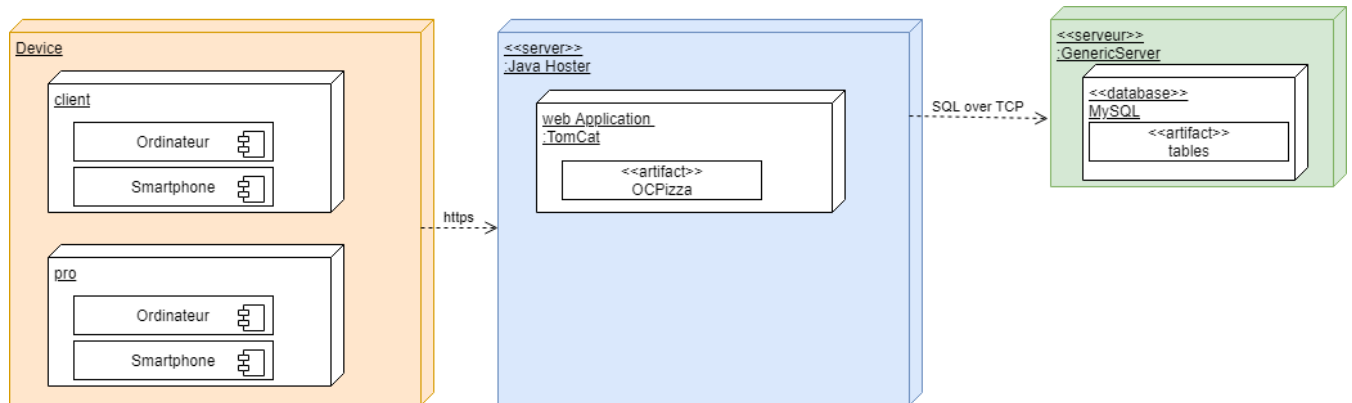 Device
client
Ordinateur
Smartphone
pro
Ordinateur
Smartphone
https
<<server>>
:Java Hoster
web Application
:TomCat
<<artifact>>
OCPizza
SQL over TCP
<<serveur>>
:GenericServer
<<database>>
MySQL
<<artifact>>
tables